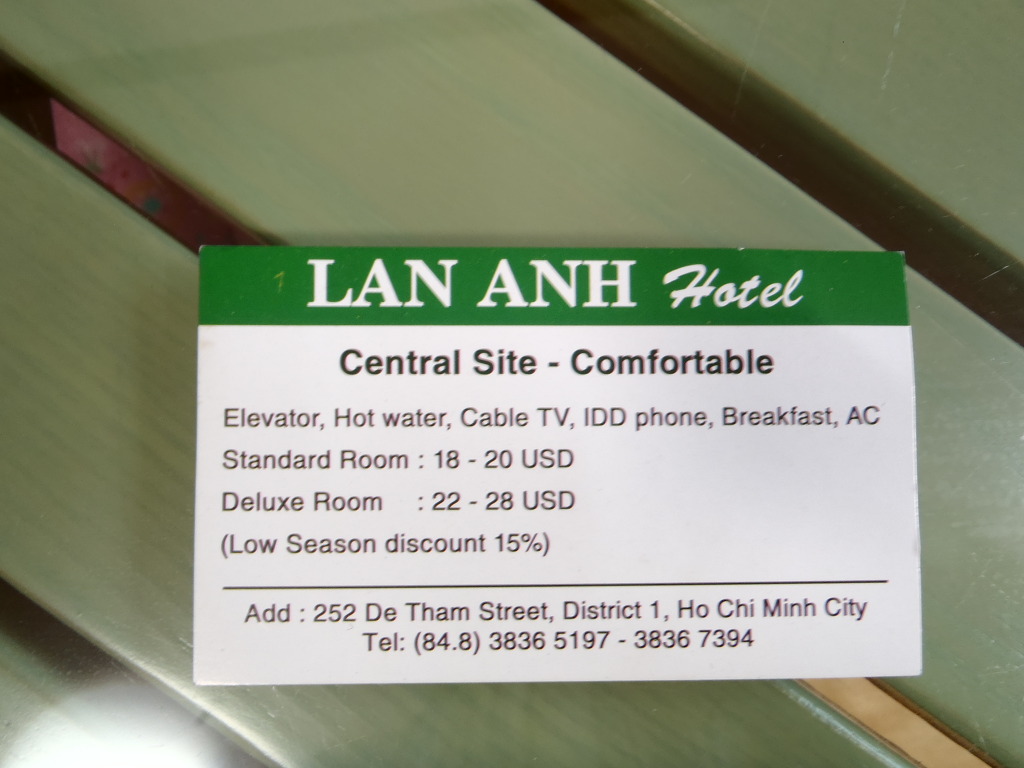 LAN ANH Hotel
Central Site - Comfortable
Elevator, Hot water, Cable TV, IDD phone, Breakfast, AC
Standard Room : 18 - 20 USD
Deluxe Room : 22 - 28 USD
(Low Season discount 15%)
Add : 252 De Tham Street, District 1, Ho Chi Minh City
Tel: (84.8) 3836 5197 - 3836 7394